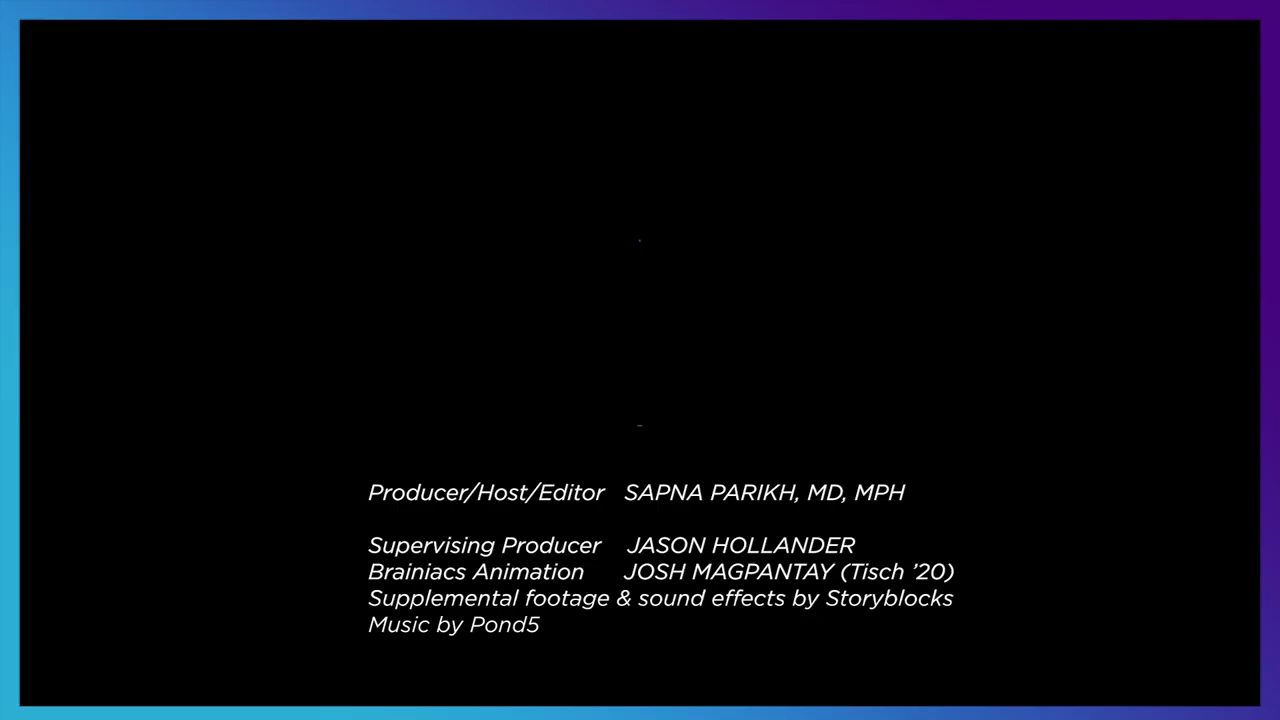 Producer/Host/Editor SAPNA PARIKH, MD, MPH
Supervising Producer JASON HOLLANDER
Brainiacs Animation JOSH MAGPANTAY (Tisch ’20)
Supplemental footage & sound effects by Storyblocks
Music by Pond5